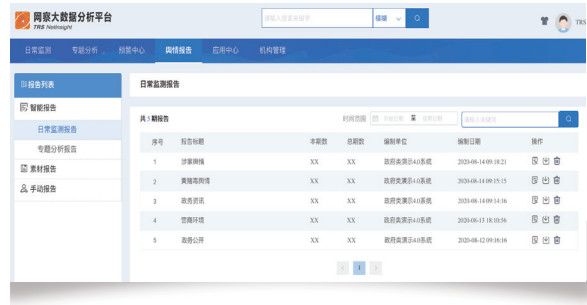 网察大数据分析平台
TRS Netinsight
请输入搜索关键字
模糊
TRS
日常监测 专题分析 预警中心 舆情报告 应用中心 机构管理
报告列表
智能报告
日常监测报告
专题分析报告
素材报告
手动报告
日常监测报告
共5期报告
时间范围 开始日期 至 结束日期 请输入关键字
序号 报告标题 本期数 总期数 编制单位 编制日期 操作
1 涉掌舆情 XX XX 政府类演示4.0系统 2020-08-14 09:18:21
2 黄赌毒舆情 XX XX 政府类演示4.0系统 2020-08-14 09:15:15
3 政务资讯 XX XX 政府类演示4.0系统 2020-08-14 09:14:16
4 营商环境 XX XX 政府类演示4.0系统 2020-08-13 18:10:56
5 政务公开 XX XX 政府类演示4.0系统 2020-08-12 09:16:16
1